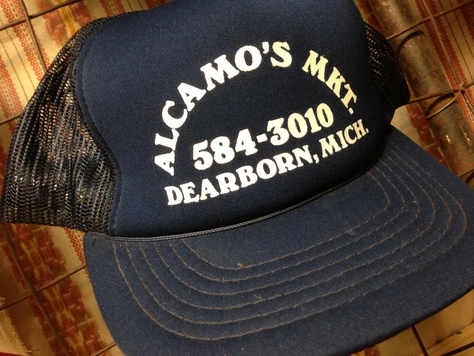 ALCAMO'S MKT.
584-3010
DEARBORN, MICH.